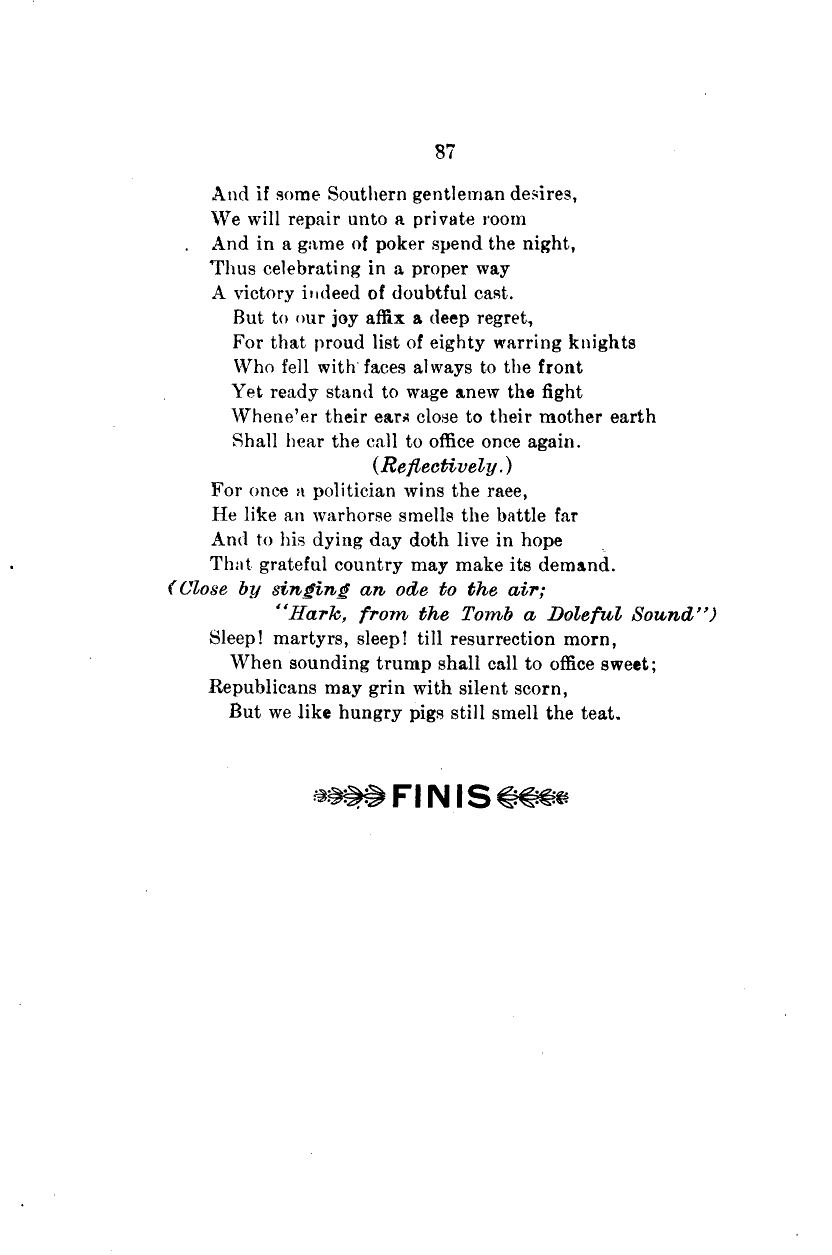 87
And if some Southern gentleman desires,
We will repair unto a private room
And in a game of poker spend the night,
Thus celebrating in a proper way
A victory indeed of doubtful cast.
But to our joy affix a deep regret,
For that proud list of eighty warring knights
Who fell with faces always to the front
Yet ready stand to wage anew the fight
Whene'er their ears close to their mother earth
Shall hear the call to office once again.
(Reflectively.)
For once a politician wins the raee,
He like an warhorse smells the battle far
And to his dying day doth live in hope
That grateful country may make its demand.
(Close by singing an ode to the air;
"Hark, from the Tomb a Doleful Sound")
Sleep! martyrs, sleep! till resurrection morn,
When sounding trump shall call to office sweet;
Republicans may grin with silent scorn,
But we like hungry pigs still smell the teat.
FINIS